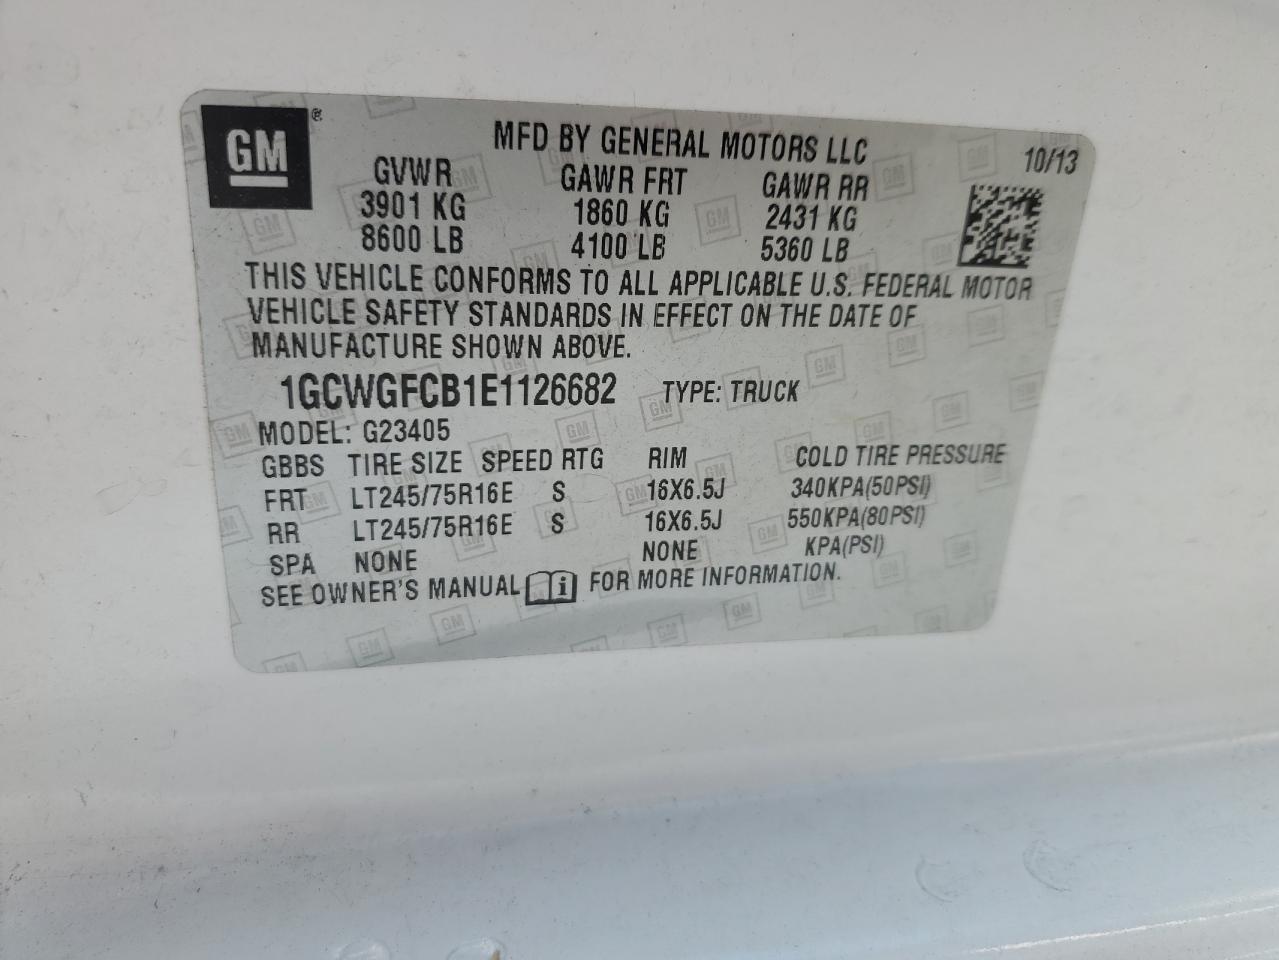 GM ®
MFD BY GENERAL MOTORS LLC 10/13
GVWR GAWR FRT GAWR RR
3901 KG 1860 KG 2431 KG
8600 LB 4100 LB 5360 LB
THIS VEHICLE CONFORMS TO ALL APPLICABLE U.S. FEDERAL MOTOR
VEHICLE SAFETY STANDARDS IN EFFECT ON THE DATE OF
MANUFACTURE SHOWN ABOVE.
1GCWGFCB1E1126682 TYPE: TRUCK
MODEL: G23405
GBBS TIRE SIZE SPEED RTG RIM COLD TIRE PRESSURE
FRT LT245/75R16E S 16X6.5J 340KPA(50PSI)
RR LT245/75R16E S 16X6.5J 550KPA(80PSI)
SPA NONE NONE KPA(PSI)
SEE OWNER'S MANUAL i FOR MORE INFORMATION.